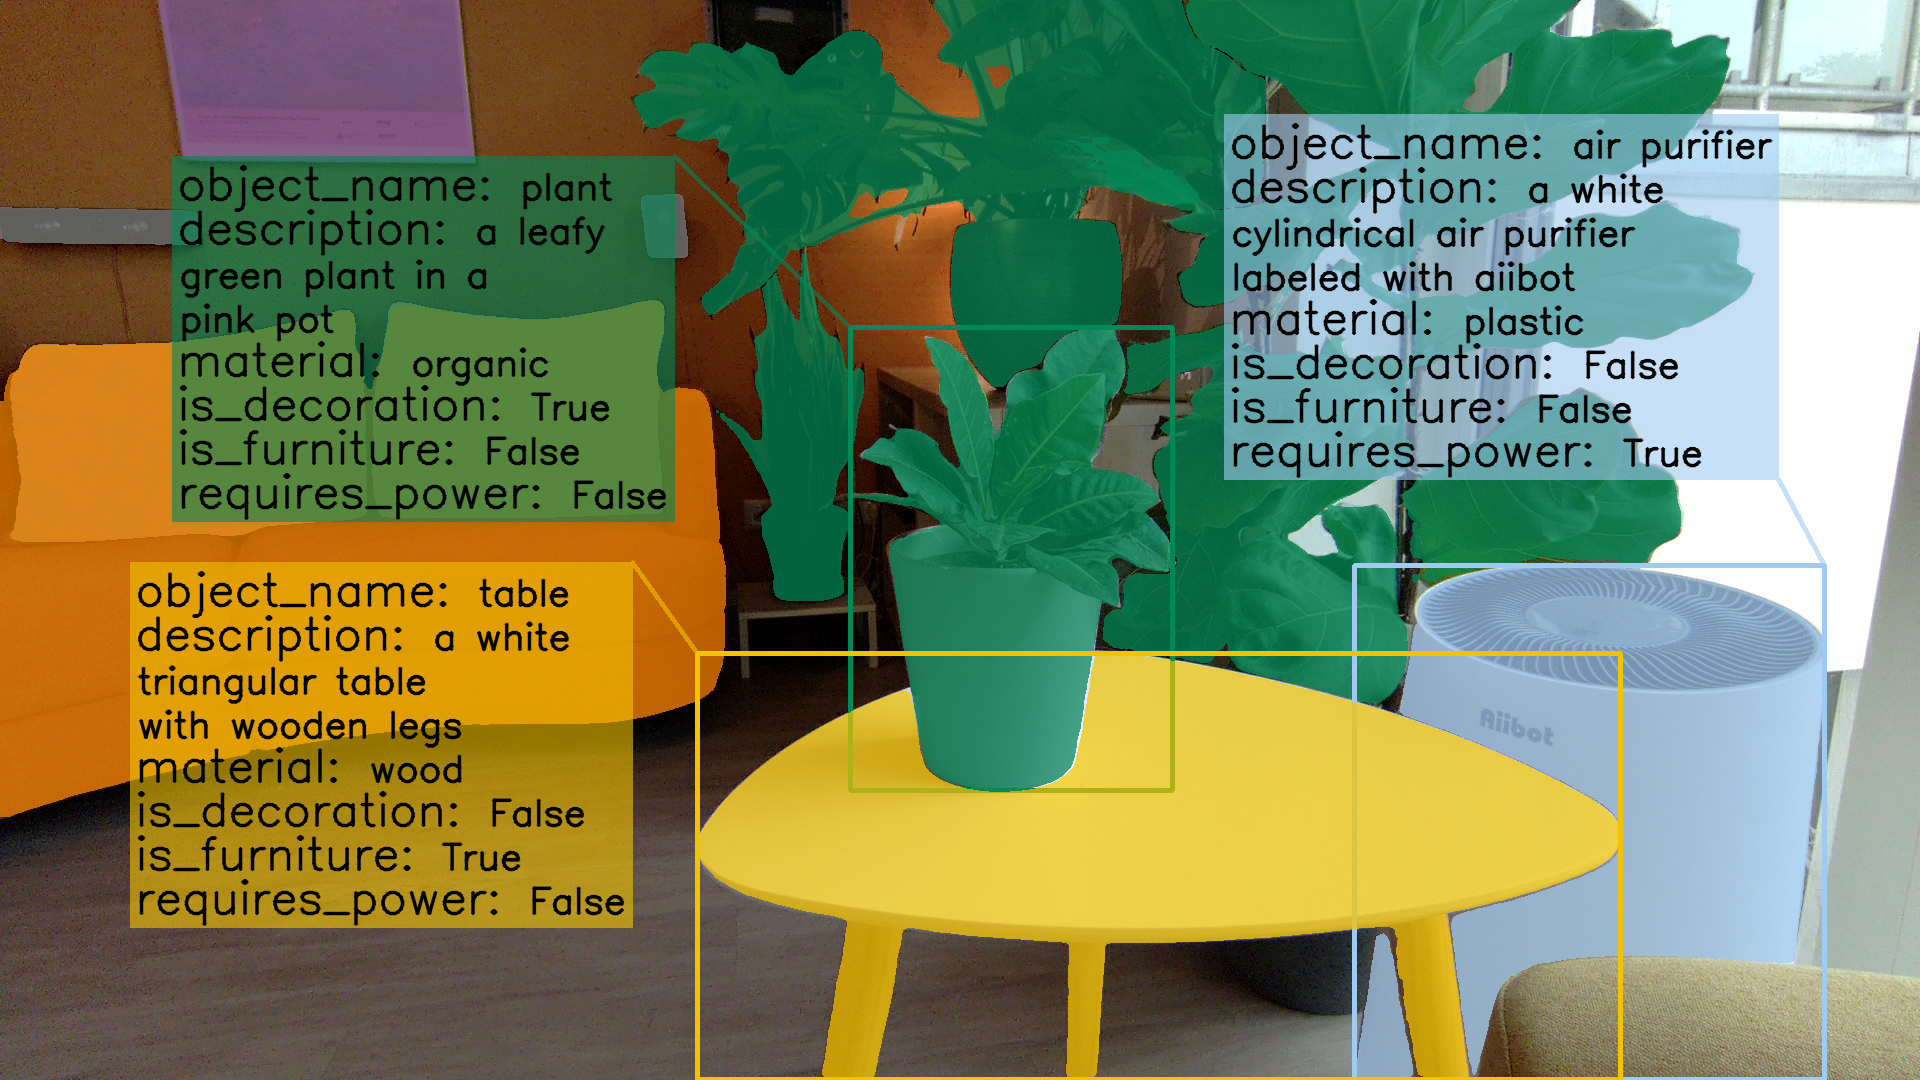 object_name: plant
description: a leafy
green plant in a
pink pot
material: organic
is_decoration: True
is_furniture: False
requires_power: False
object_name: air purifier
description: a white
cylindrical air purifier
labeled with aiibot
material: plastic
is_decoration: False
is_furniture: False
requires_power: True
object_name: table
description: a white
triangular table
with wooden legs
material: wood
is_decoration: False
is_furniture: True
requires_power: False
Aiibot